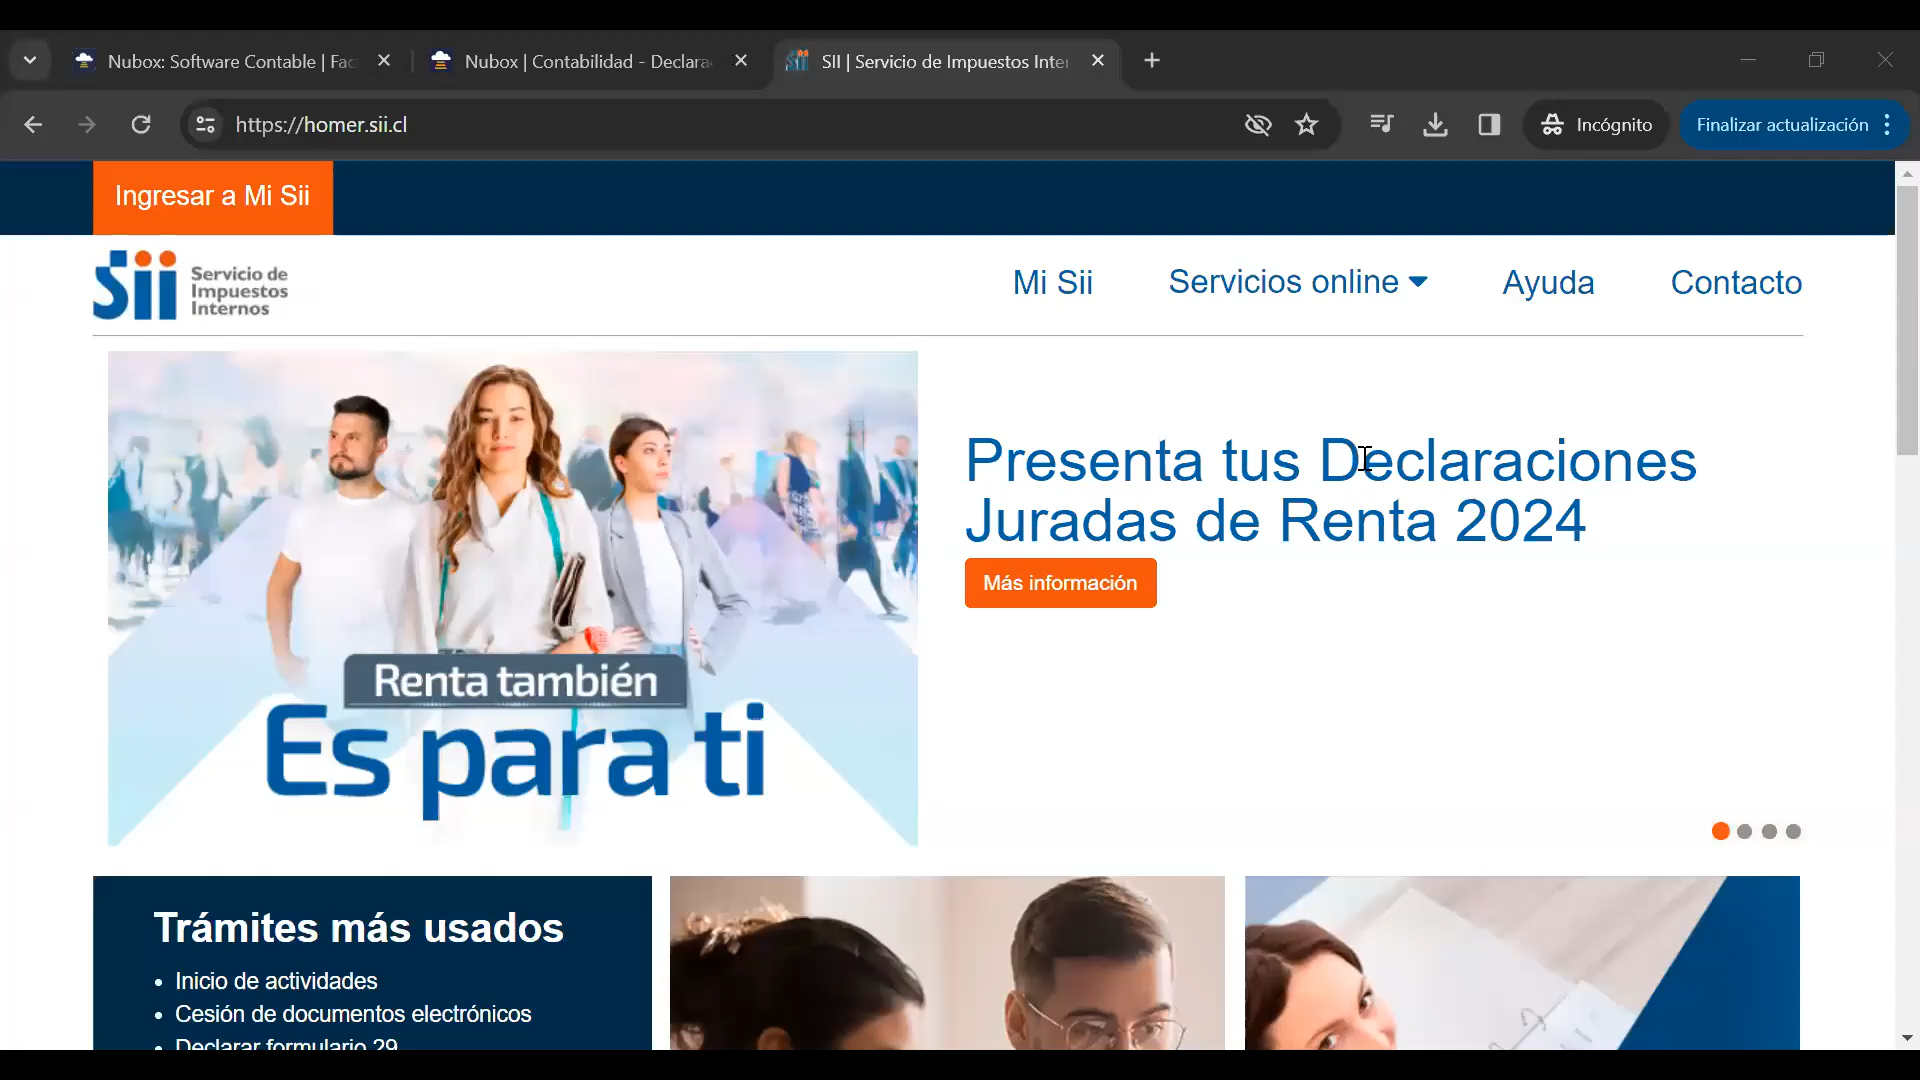 Nubox: Software Contable | Fac
Nubox | Contabilidad - Declara
SII | Servicio de Impuestos Inter
https://homer.sii.cl
Incógnito
Finalizar actualización
Ingresar a Mi Sii
Sii
Servicio de
Impuestos
Internos
Mi Sii
Servicios online
Ayuda
Contacto
Presenta tus Declaraciones
Juradas de Renta 2024
Más información
Renta también
Es para ti
Trámites más usados
Inicio de actividades
Cesión de documentos electrónicos
Declarar formulario 29